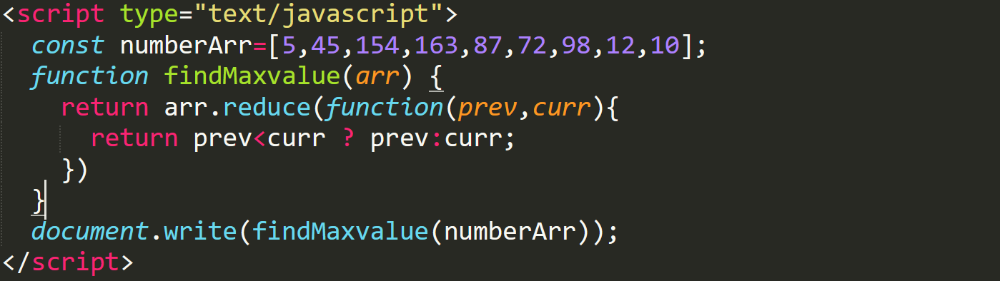 <script type="text/javascript">
const numberArr=[5,45,154,163,87,72,98,12,10];
function findMaxvalue(arr) {
return arr.reduce(function(prev,curr){
return prev<curr ? prev:curr;
})
}
document.write(findMaxvalue(numberArr));
</script>